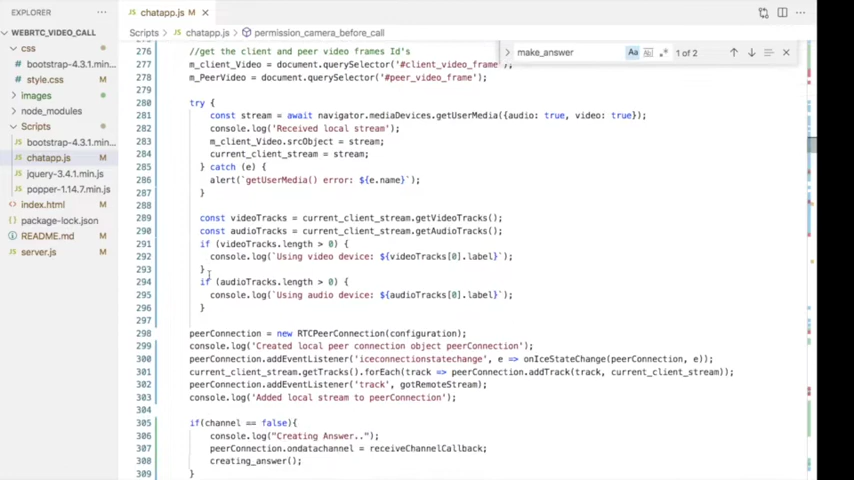 EXPLORER
JS chatapp.js M ×
WEBRTC_VIDEO_CALL
css
# bootstrap-4.3.1.min...
# style.css M
images
node_modules
Scripts
JS bootstrap-4.3.1.min...
JS chatapp.js M
JS jquery-3.4.1.min.js
JS popper-1.14.7.min.js
index.html M
package-lock.json
README.md M
JS server.js M
Scripts > JS chatapp.js > permission_camera_before_call
make_answer Aa 1 of 2
276 //get the client and peer video frames Id's
277 m_client_Video = document.querySelector('#client_video_frame');
278 m_PeerVideo = document.querySelector('#peer_video_frame');
279
280 try {
281 const stream = await navigator.mediaDevices.getUserMedia({audio: true, video: true});
282 console.log('Received local stream');
283 m_client_Video.srcObject = stream;
284 current_client_stream = stream;
285 } catch (e) {
286 alert(`getUserMedia() error: ${e.name}`);
287 }
288
289 const videoTracks = current_client_stream.getVideoTracks();
290 const audioTracks = current_client_stream.getAudioTracks();
291 if (videoTracks.length > 0) {
292 console.log(`Using video device: ${videoTracks[0].label}`);
293 }
294 if (audioTracks.length > 0) {
295 console.log(`Using audio device: ${audioTracks[0].label}`);
296 }
297
298 peerConnection = new RTCPeerConnection(configuration);
299 console.log('Created local peer connection object peerConnection');
300 peerConnection.addEventListener('iceconnectionstatechange', e => onIceStateChange(peerConnection, e));
301 current_client_stream.getTracks().forEach(track => peerConnection.addTrack(track, current_client_stream));
302 peerConnection.addEventListener('track', gotRemoteStream);
303 console.log('Added local stream to peerConnection');
304
305 if(channel == false){
306 console.log("Creating Answer..");
307 peerConnection.ondatachannel = receiveChannelCallback;
308 creating_answer();
309 }